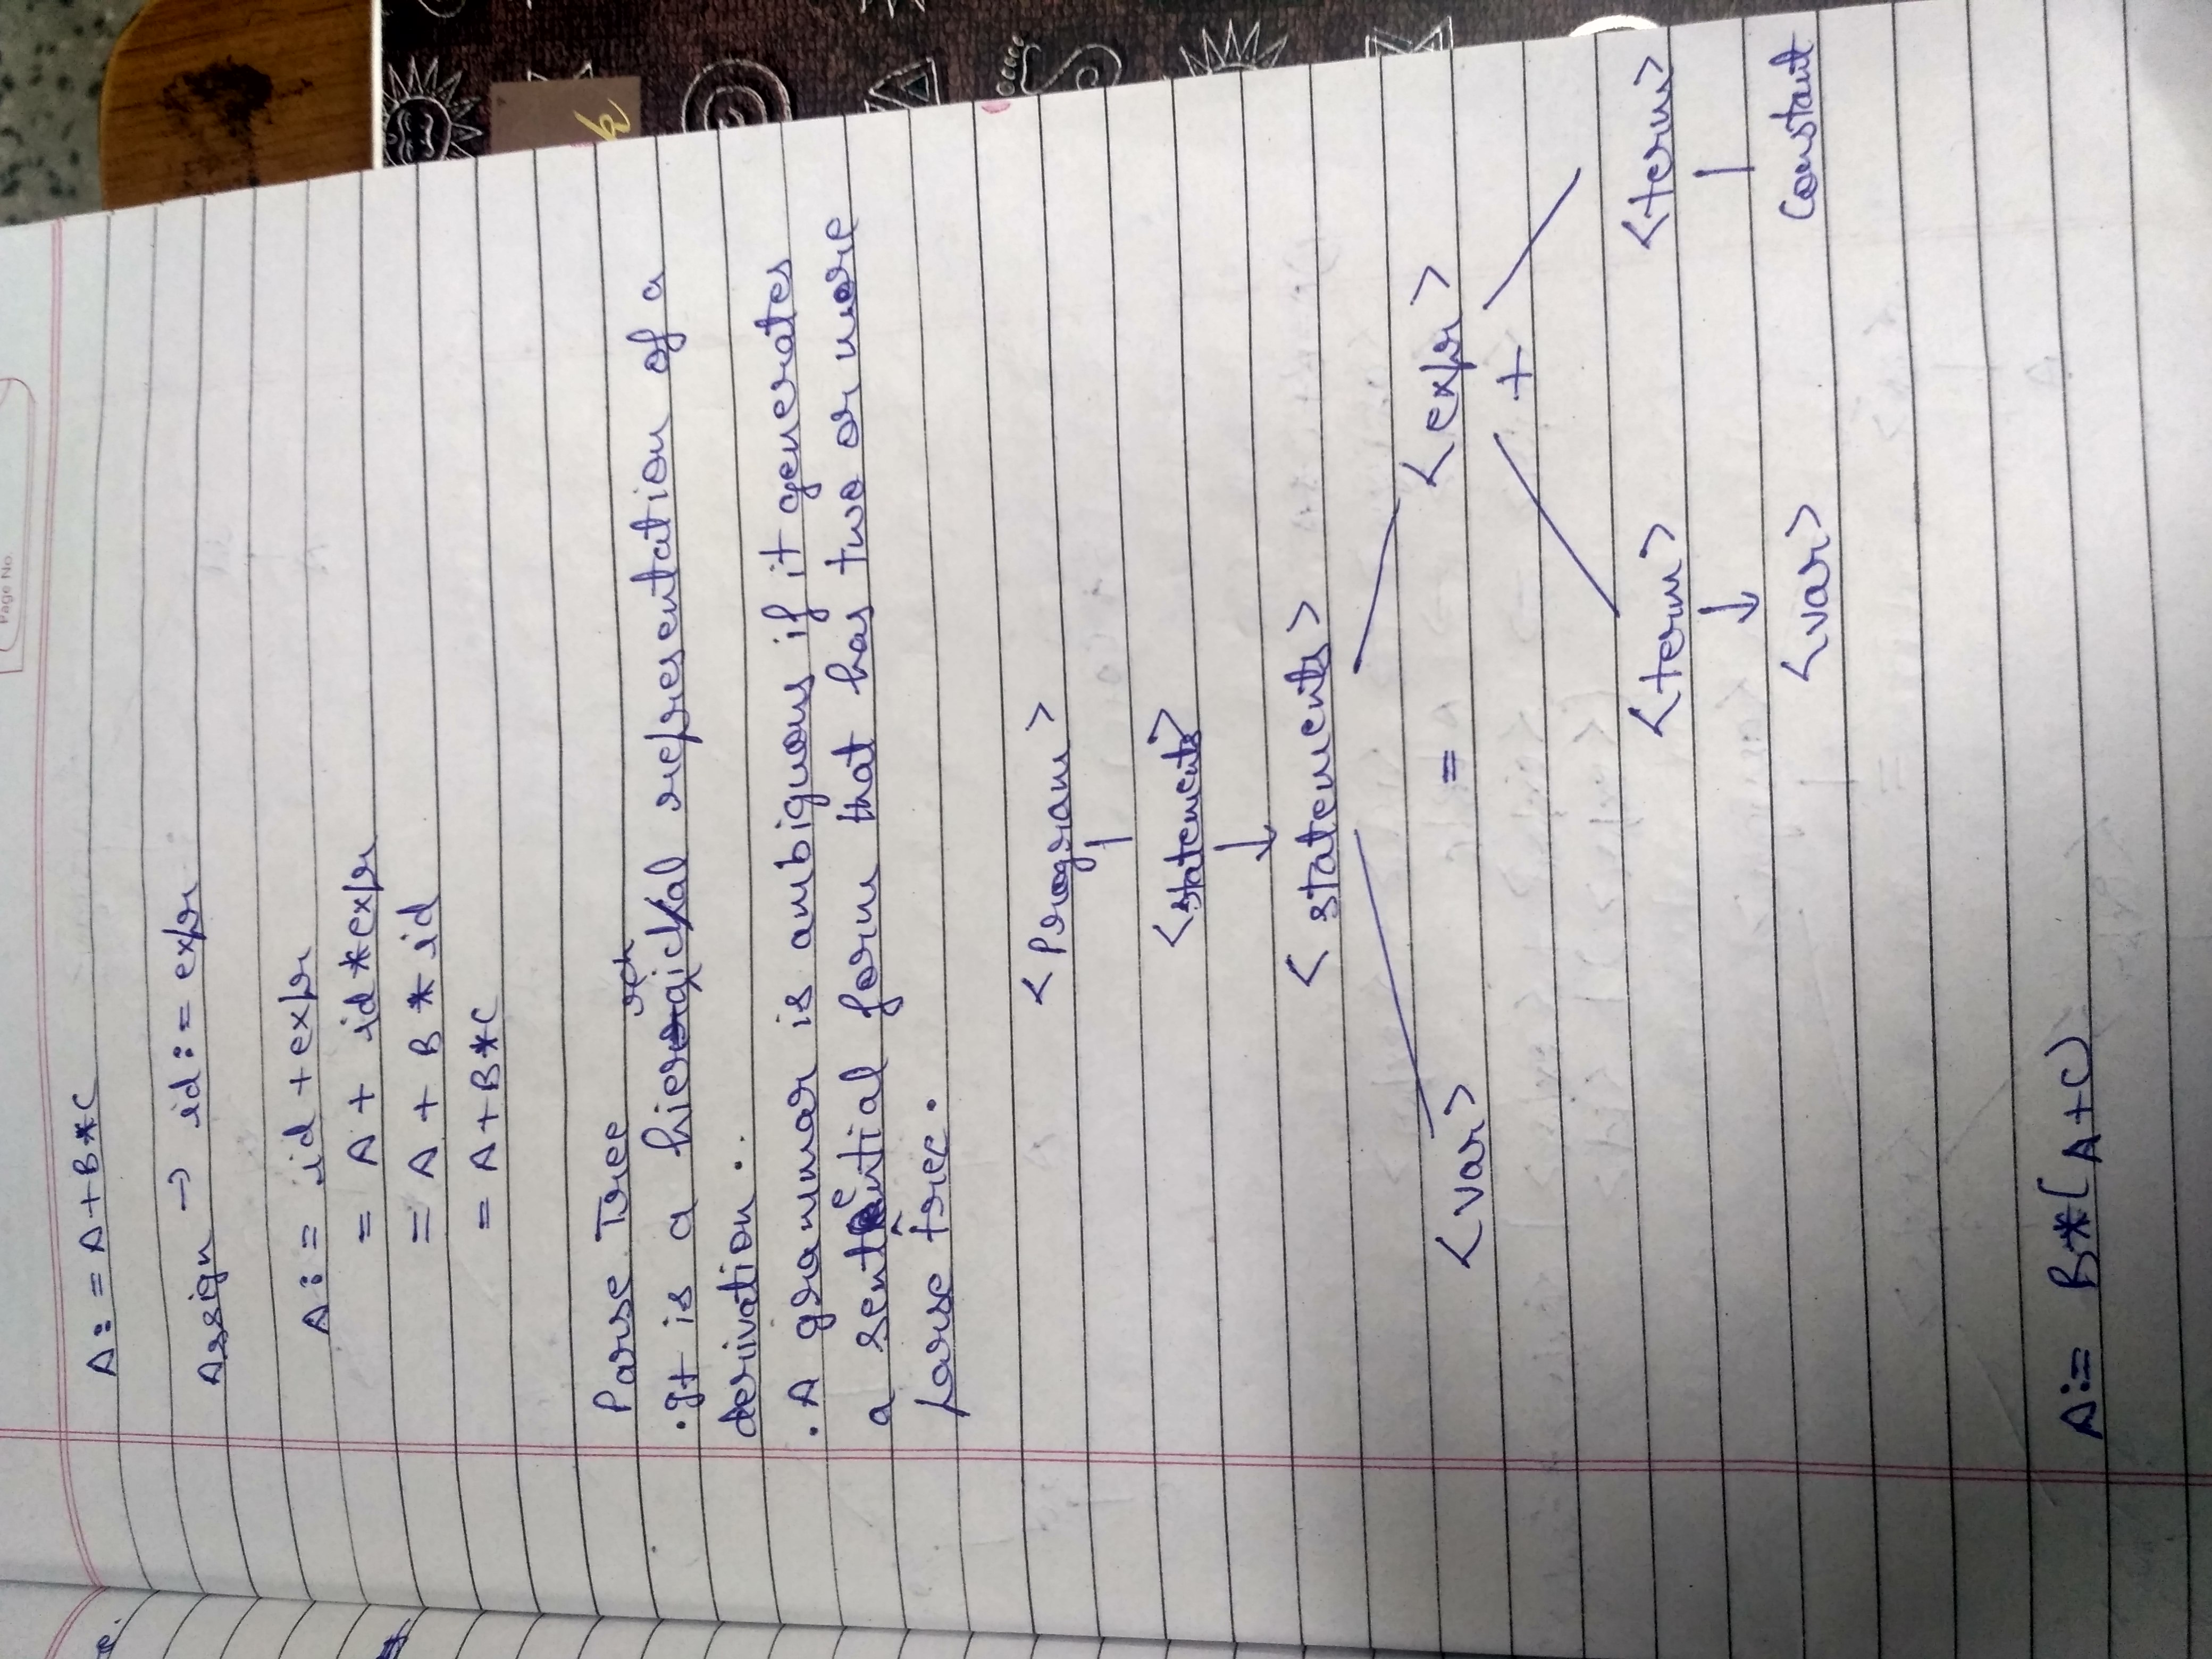 Page No.
A := A+B*C
Assign → id := expr
A := id + expr
= A + id * expr
= A + B * id
= A+B*C
Parse Tree
. It is a hierarchical representation of a
derivation.
. A grammar is ambiguous if it generates
a sentential form that has two or more
parse tree.
<Program>
<statements>
<statements>
<var> = <expr>
+
<term> <term>
<var> Constant
A := B*(A+C)